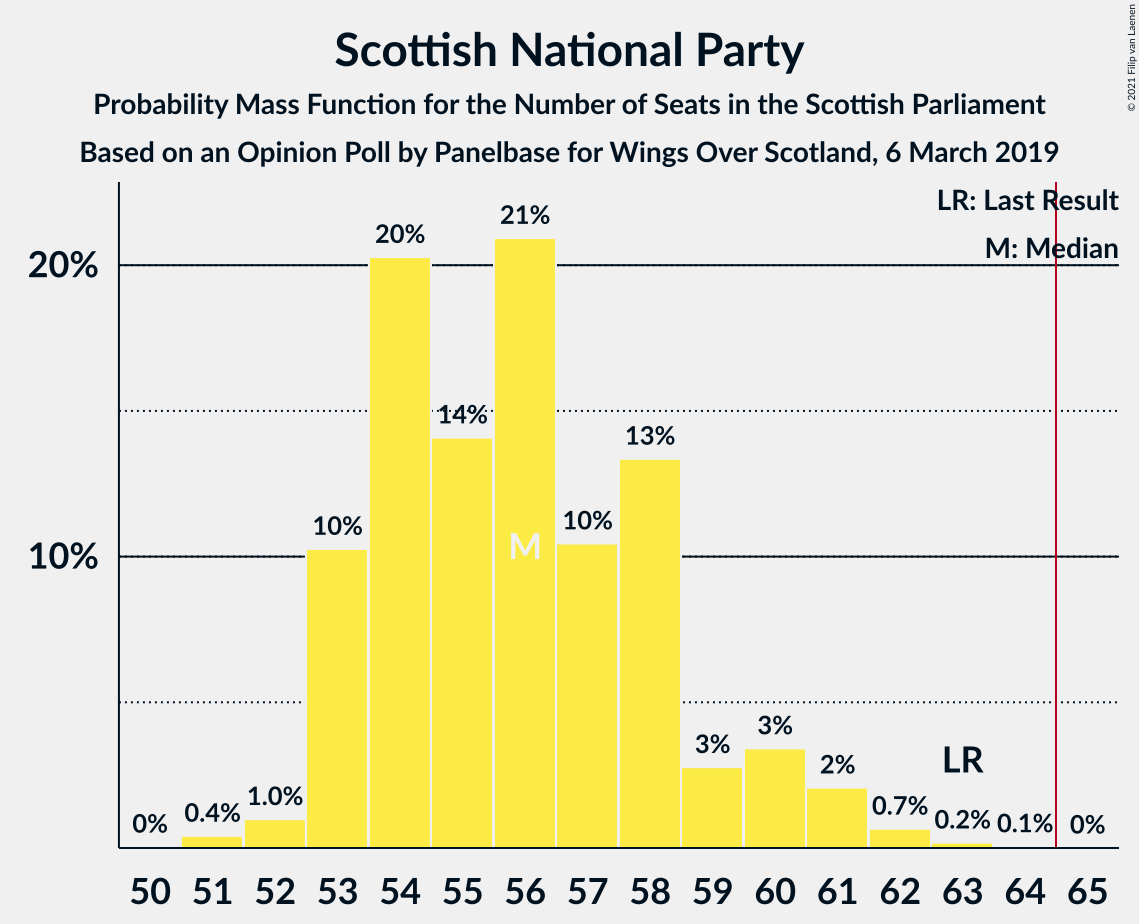 Scottish National Party
Probability Mass Function for the Number of Seats in the Scottish Parliament
Based on an Opinion Poll by Panelbase for Wings Over Scotland, 6 March 2019
© 2021 Filip van Laenen
LR: Last Result
M: Median
20%
10%
0%
0.4%
1.0%
10%
20%
14%
21%
10%
13%
3%
3%
2%
0.7%
0.2%
0.1%
0%
M
LR
50 51 52 53 54 55 56 57 58 59 60 61 62 63 64 65